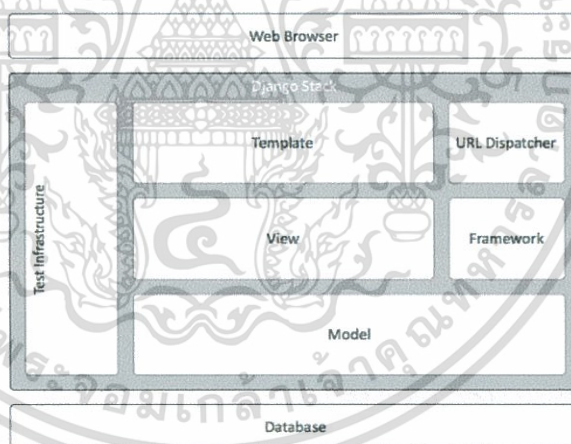 Web Browser
Django Stack
Template
URL Dispatcher
Test Infrastructure
View
Framework
Model
Database